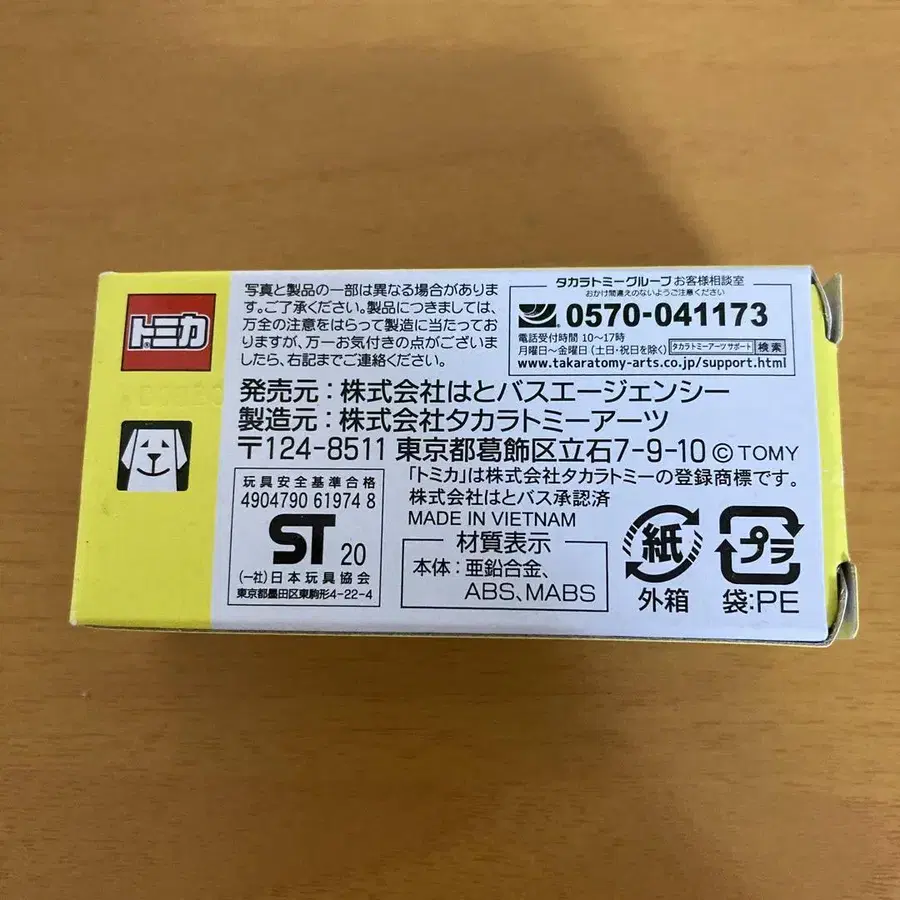 トミカ
写真と製品の一部は異なる場合がありま
す。ご了承ください。製品につきましては、
万全の注意をはらって製造に当たってお
りますが、万一お気付きの点がございま
したら、右記までご連絡ください。
タカラトミーグループお客様相談室
おかけ間違えのないようご注意ください
0570-041173
電話受付時間 10〜17時
月曜日〜金曜日(土日・祝日を除く) タカラトミーアーツ サポート 検索
www.takaratomy-arts.co.jp/support.html
発売元:株式会社はとバスエージェンシー
製造元:株式会社タカラトミーアーツ
〒124-8511 東京都葛飾区立石7-9-10 © TOMY
「トミカ」は株式会社タカラトミーの登録商標です。
株式会社はとバス承認済
MADE IN VIETNAM
玩具安全基準合格
4904790 61974 8
ST 20
(一社)日本玩具協会
東京都墨田区東駒形4-22-4
材質表示
本体:亜鉛合金、
ABS、MABS
紙
外箱
プラ
袋:PE